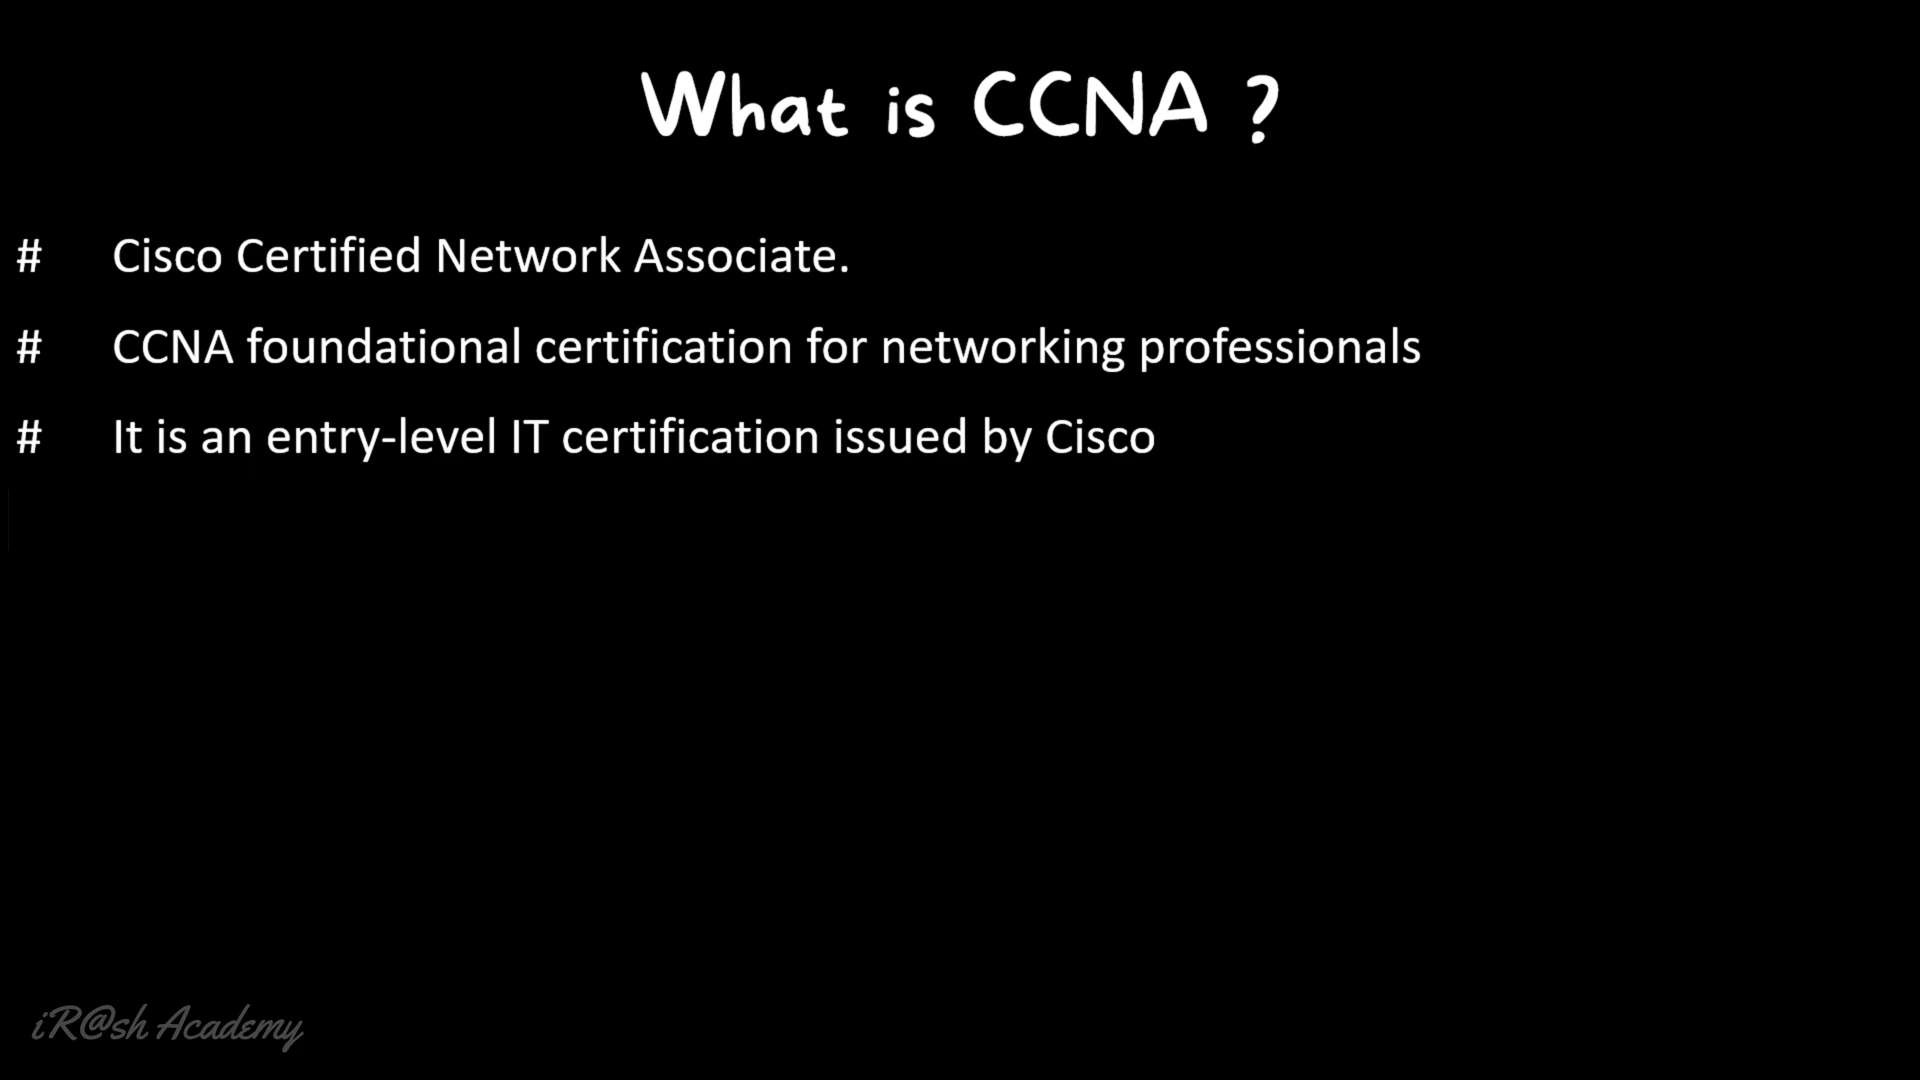 What is CCNA ?
# Cisco Certified Network Associate.
# CCNA foundational certification for networking professionals
# It is an entry-level IT certification issued by Cisco
iR@sh Academy